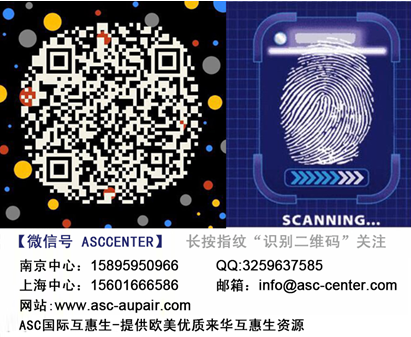 SCANNING...
【微信号 ASCCENTER】 长按指纹“识别二维码”关注
南京中心：15895950966 QQ:3259637585
上海中心：15601666586 邮箱：info@asc-center.com
网站:www.asc-aupair.com
ASC国际互惠生-提供欧美优质来华互惠生资源